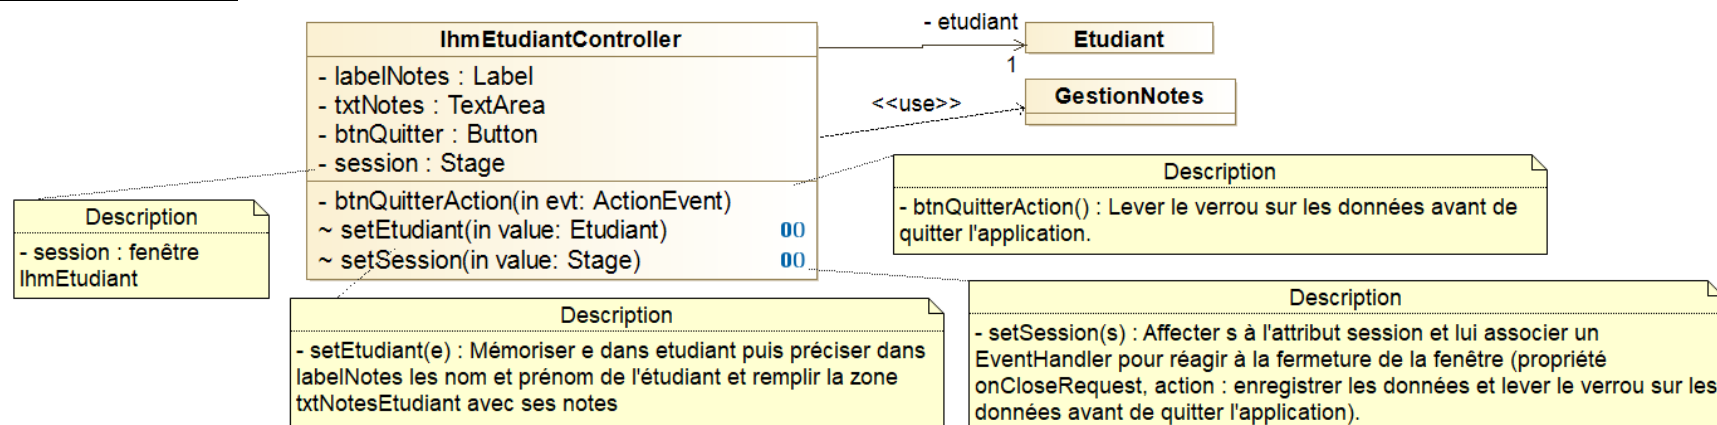 IhmEtudiantController
- labelNotes : Label
- txtNotes : TextArea
- btnQuitter : Button
- session : Stage
- btnQuitterAction(in evt: ActionEvent)
~ setEtudiant(in value: Etudiant)
~ setSession(in value: Stage)
- etudiant
1
Etudiant
<<use>>
GestionNotes
Description
- session : fenêtre
IhmEtudiant
Description
- btnQuitterAction() : Lever le verrou sur les données avant de
quitter l'application.
Description
- setEtudiant(e) : Mémoriser e dans etudiant puis préciser dans
labelNotes les nom et prénom de l'étudiant et remplir la zone
txtNotesEtudiant avec ses notes
Description
- setSession(s) : Affecter s à l'attribut session et lui associer un
EventHandler pour réagir à la fermeture de la fenêtre (propriété
onCloseRequest, action : enregistrer les données et lever le verrou sur les
données avant de quitter l'application).